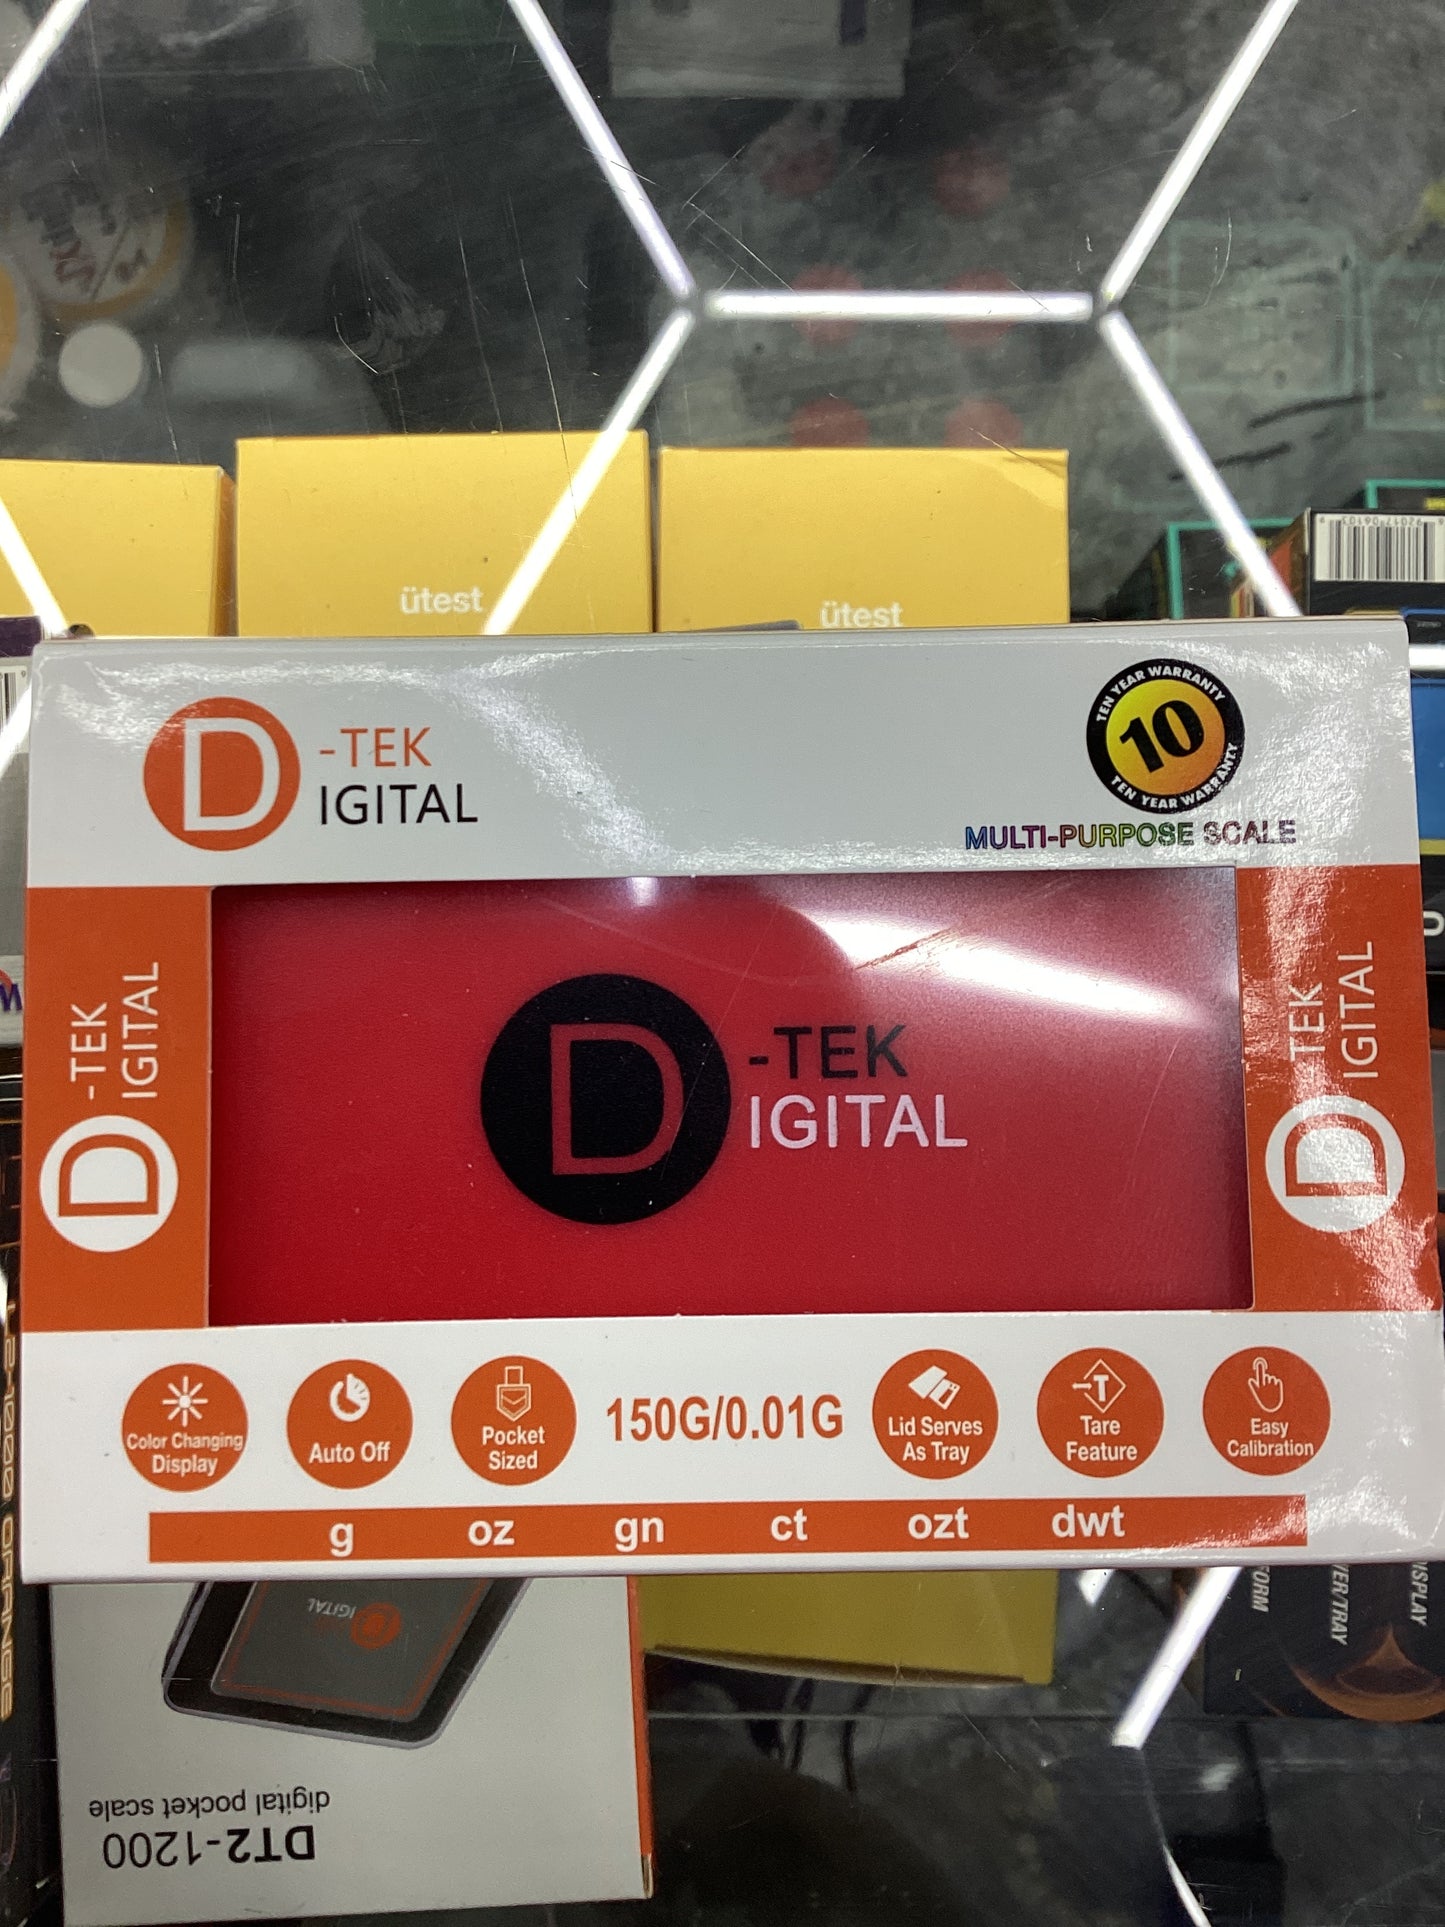 ütest
ütest
92017 06103
D -TEK
IGITAL
TEN YEAR WARRANTY
10
TEN YEAR WARRANTY
MULTI-PURPOSE SCALE
D -TEK
IGITAL
D -TEK
IGITAL
D -TEK
IGITAL
Color Changing
Display
Auto Off
Pocket
Sized
150G/0.01G
Lid Serves
As Tray
T
Tare
Feature
Easy
Calibration
g oz gn ct ozt dwt
IGITAL
digital pocket scale
DT2-1200